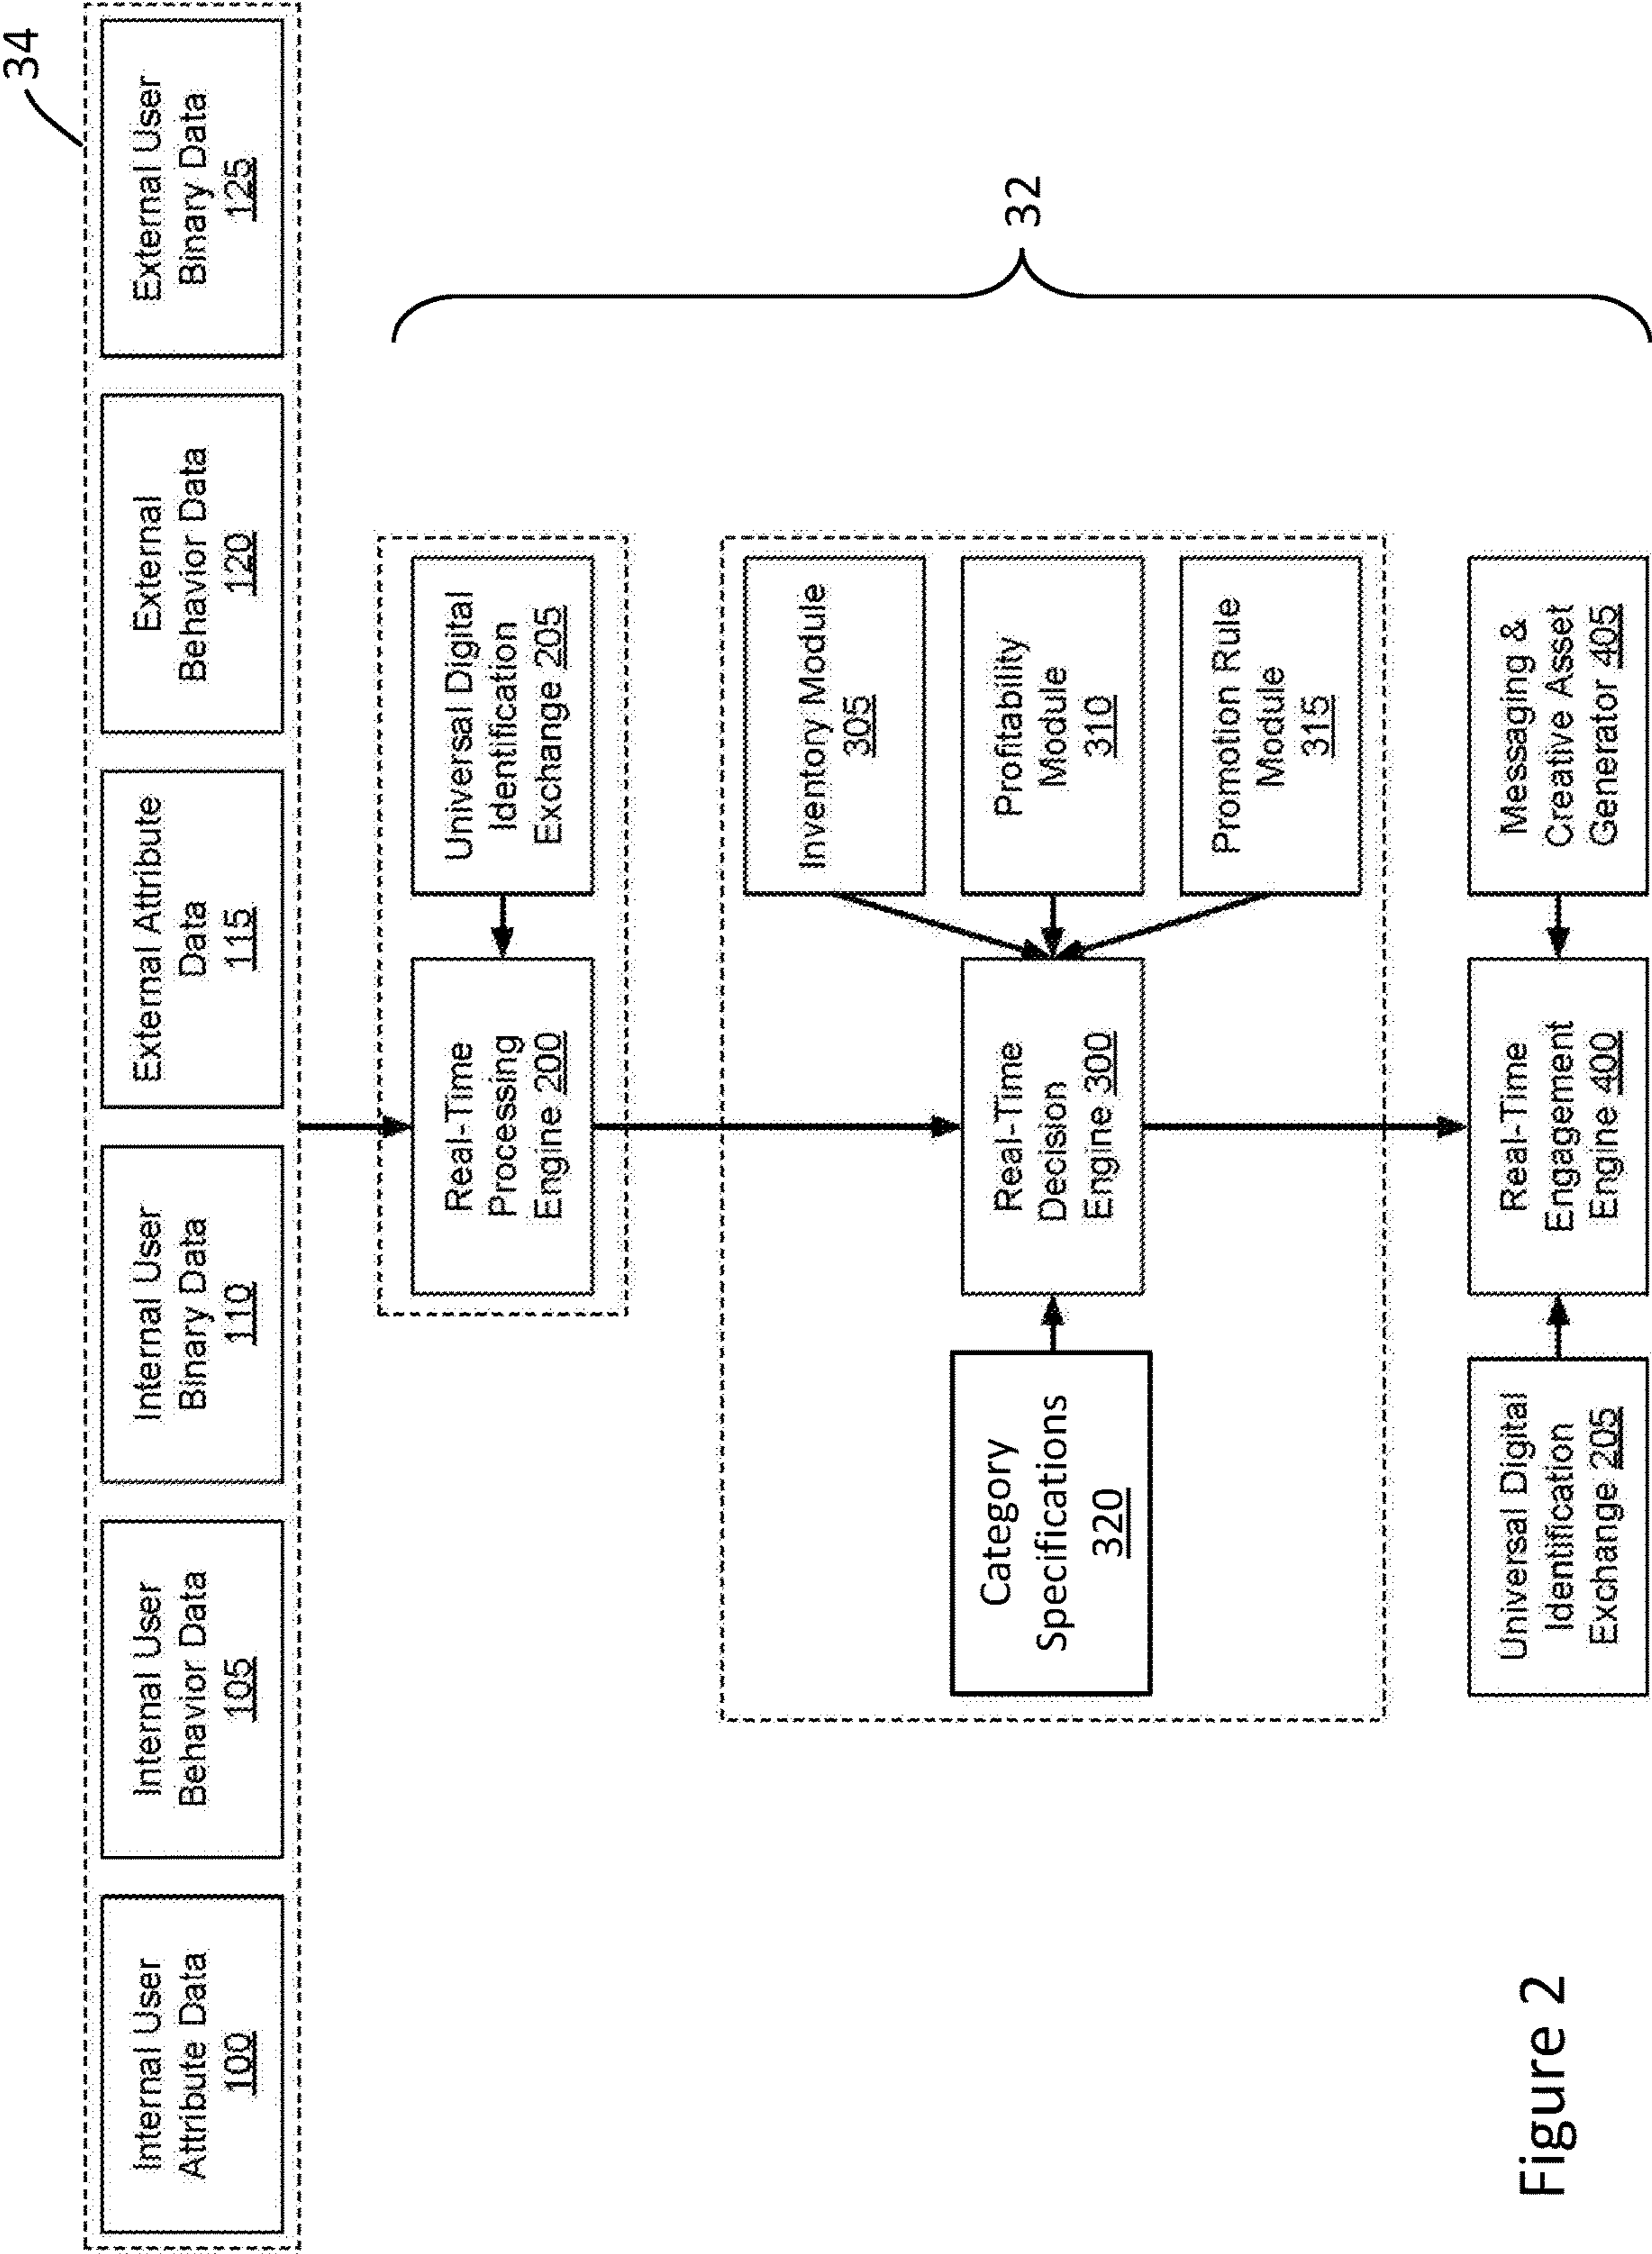 34
Internal User
Attribute Data
100
Internal User
Behavior Data
105
Internal User
Binary Data
110
External Attribute
Data
115
External
Behavior Data
120
External User
Binary Data
125
Real-Time
Processing
Engine 200
Universal Digital
Identification
Exchange 205
32
Category
Specifications
320
Real-Time
Decision
Engine 300
Inventory Module
305
Profitability
Module
310
Promotion Rule
Module
315
Universal Digital
Identification
Exchange 205
Real-Time
Engagement
Engine 400
Messaging &
Creative Asset
Generator 405
Figure 2